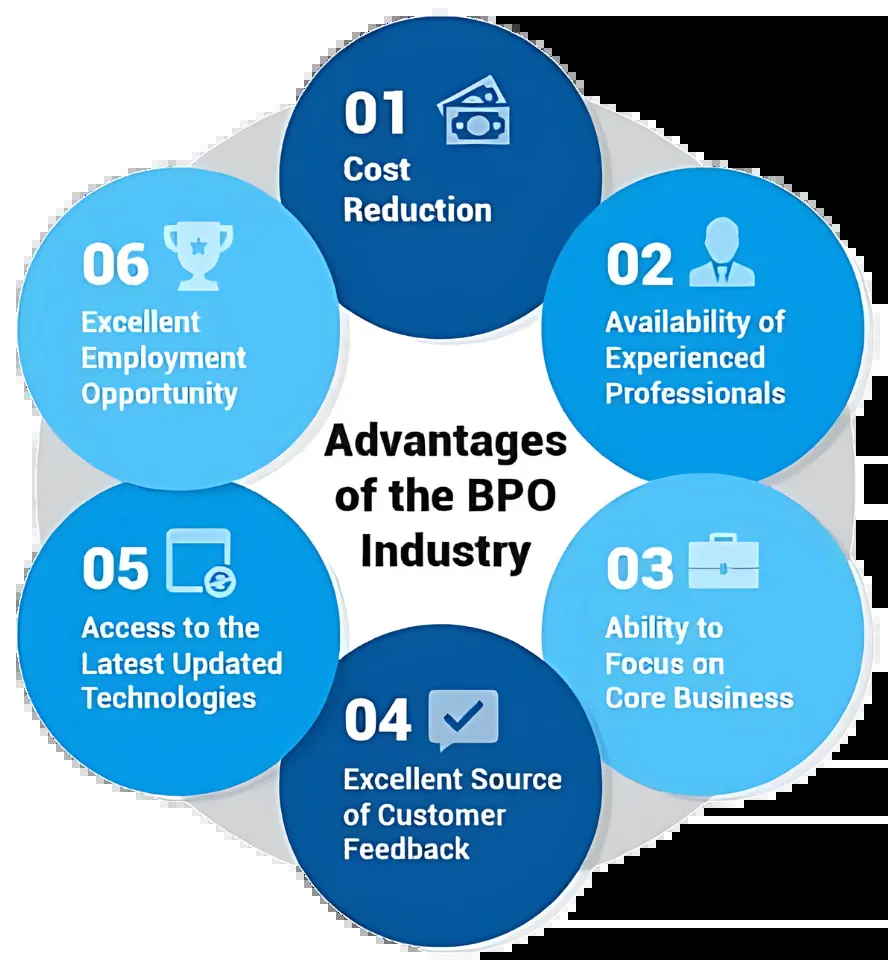 Advantages
of the BPO
Industry
01
Cost
Reduction
02
Availability of
Experienced
Professionals
03
Ability to
Focus on
Core Business
04
Excellent Source
of Customer
Feedback
05
Access to the
Latest Updated
Technologies
06
Excellent
Employment
Opportunity